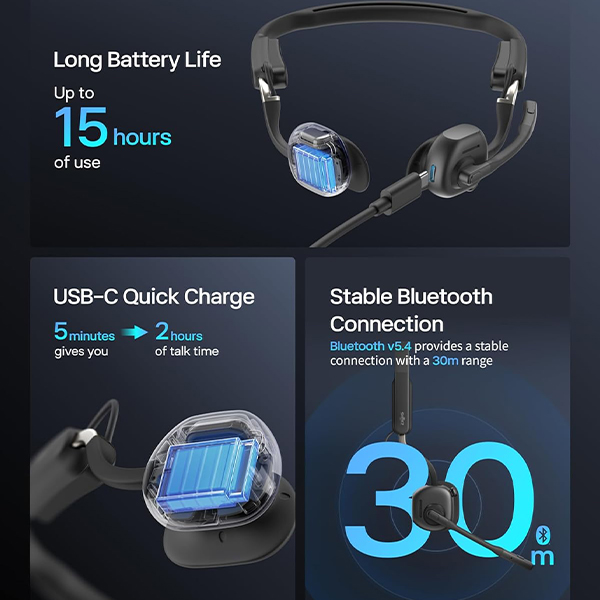 Long Battery Life
Up to
15 hours
of use
USB-C Quick Charge
5 minutes 2 hours
gives you of talk time
Stable Bluetooth
Connection
Bluetooth v5.4 provides a stable
connection with a 30m range
30
m